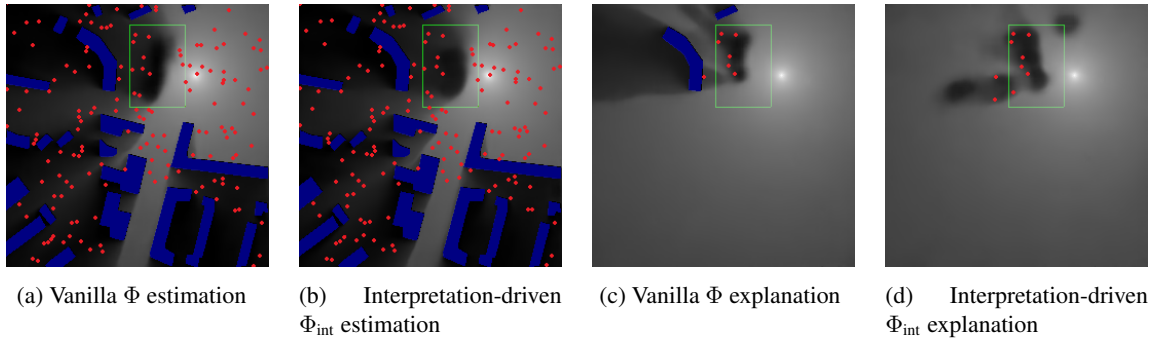 (a) Vanilla Φ estimation
(b) Interpretation-driven
Φint estimation
(c) Vanilla Φ explanation
(d) Interpretation-driven
Φint explanation